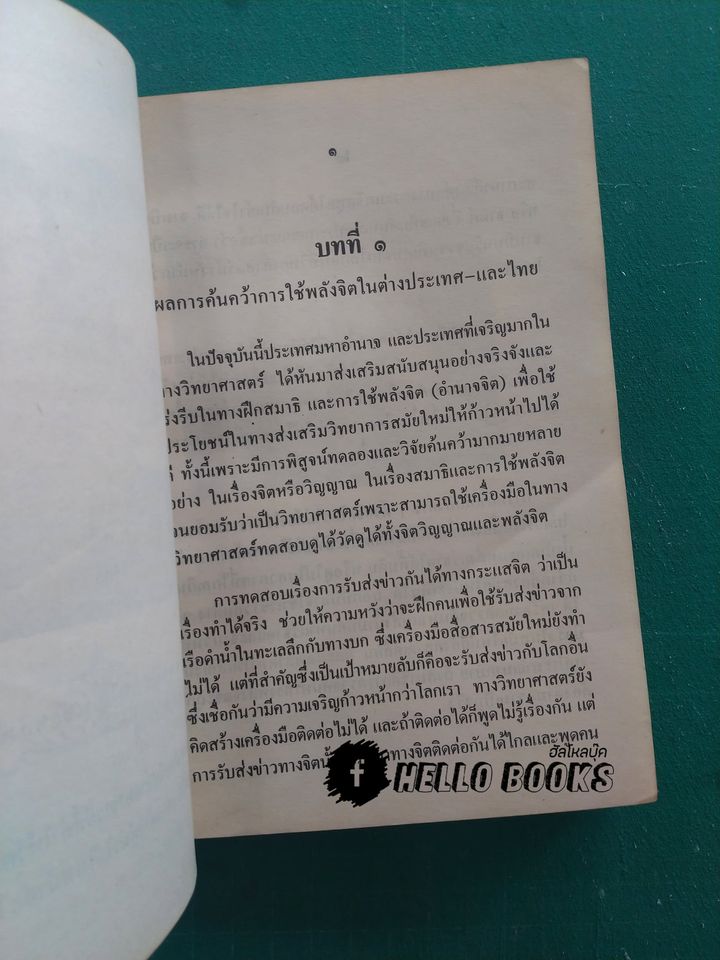 ๑
บทที่ ๑
ผลการค้นคว้าการใช้พลังจิตในต่างประเทศ-และไทย
ในปัจจุบันนี้ประเทศมหาอำนาจ และประเทศที่เจริญมากใน
ทางวิทยาศาสตร์ ได้หันมาส่งเสริมสนับสนุนอย่างจริงจังและ
เร่งรีบในทางฝึกสมาธิ และการใช้พลังจิต (อำนาจจิต) เพื่อใช้
ประโยชน์ในทางส่งเสริมวิทยาการสมัยใหม่ให้ก้าวหน้าไปได้
ทั้งนี้เพราะมีการพิสูจน์ทดลองและวิจัยค้นคว้ามากมายหลาย
อย่าง ในเรื่องจิตหรือวิญญาณ ในเรื่องสมาธิและการใช้พลังจิต
จนยอมรับว่าเป็นวิทยาศาสตร์เพราะสามารถใช้เครื่องมือในทาง
วิทยาศาสตร์ทดสอบดูได้วัดดูได้ทั้งจิตวิญญาณและพลังจิต
การทดสอบเรื่องการรับส่งข่าวกันได้ทางกระแสจิต ว่าเป็น
เรื่องทำได้จริง ช่วยให้ความหวังว่าจะฝึกคนเพื่อใช้รับส่งข่าวจาก
เรือดำน้ำในทะเลลึกกับทางบก ซึ่งเครื่องมือสื่อสารสมัยใหม่ยังทำ
ไม่ได้ แต่ที่สำคัญซึ่งเป็นเป้าหมายลับก็คือจะรับส่งข่าวกับโลกอื่น
ซึ่งเชื่อกันว่ามีความเจริญก้าวหน้ากว่าโลกเรา ทางวิทยาศาสตร์ยัง
คิดสร้างเครื่องมือติดต่อไม่ได้ และถ้าติดต่อได้ก็พูดไม่รู้เรื่องกัน แต่
การรับส่งข่าวทางจิต ทางจิตติดต่อกันได้ไกลและพูดคน
f ฮัลโหลบุ๊ค
HELLO BOOKS